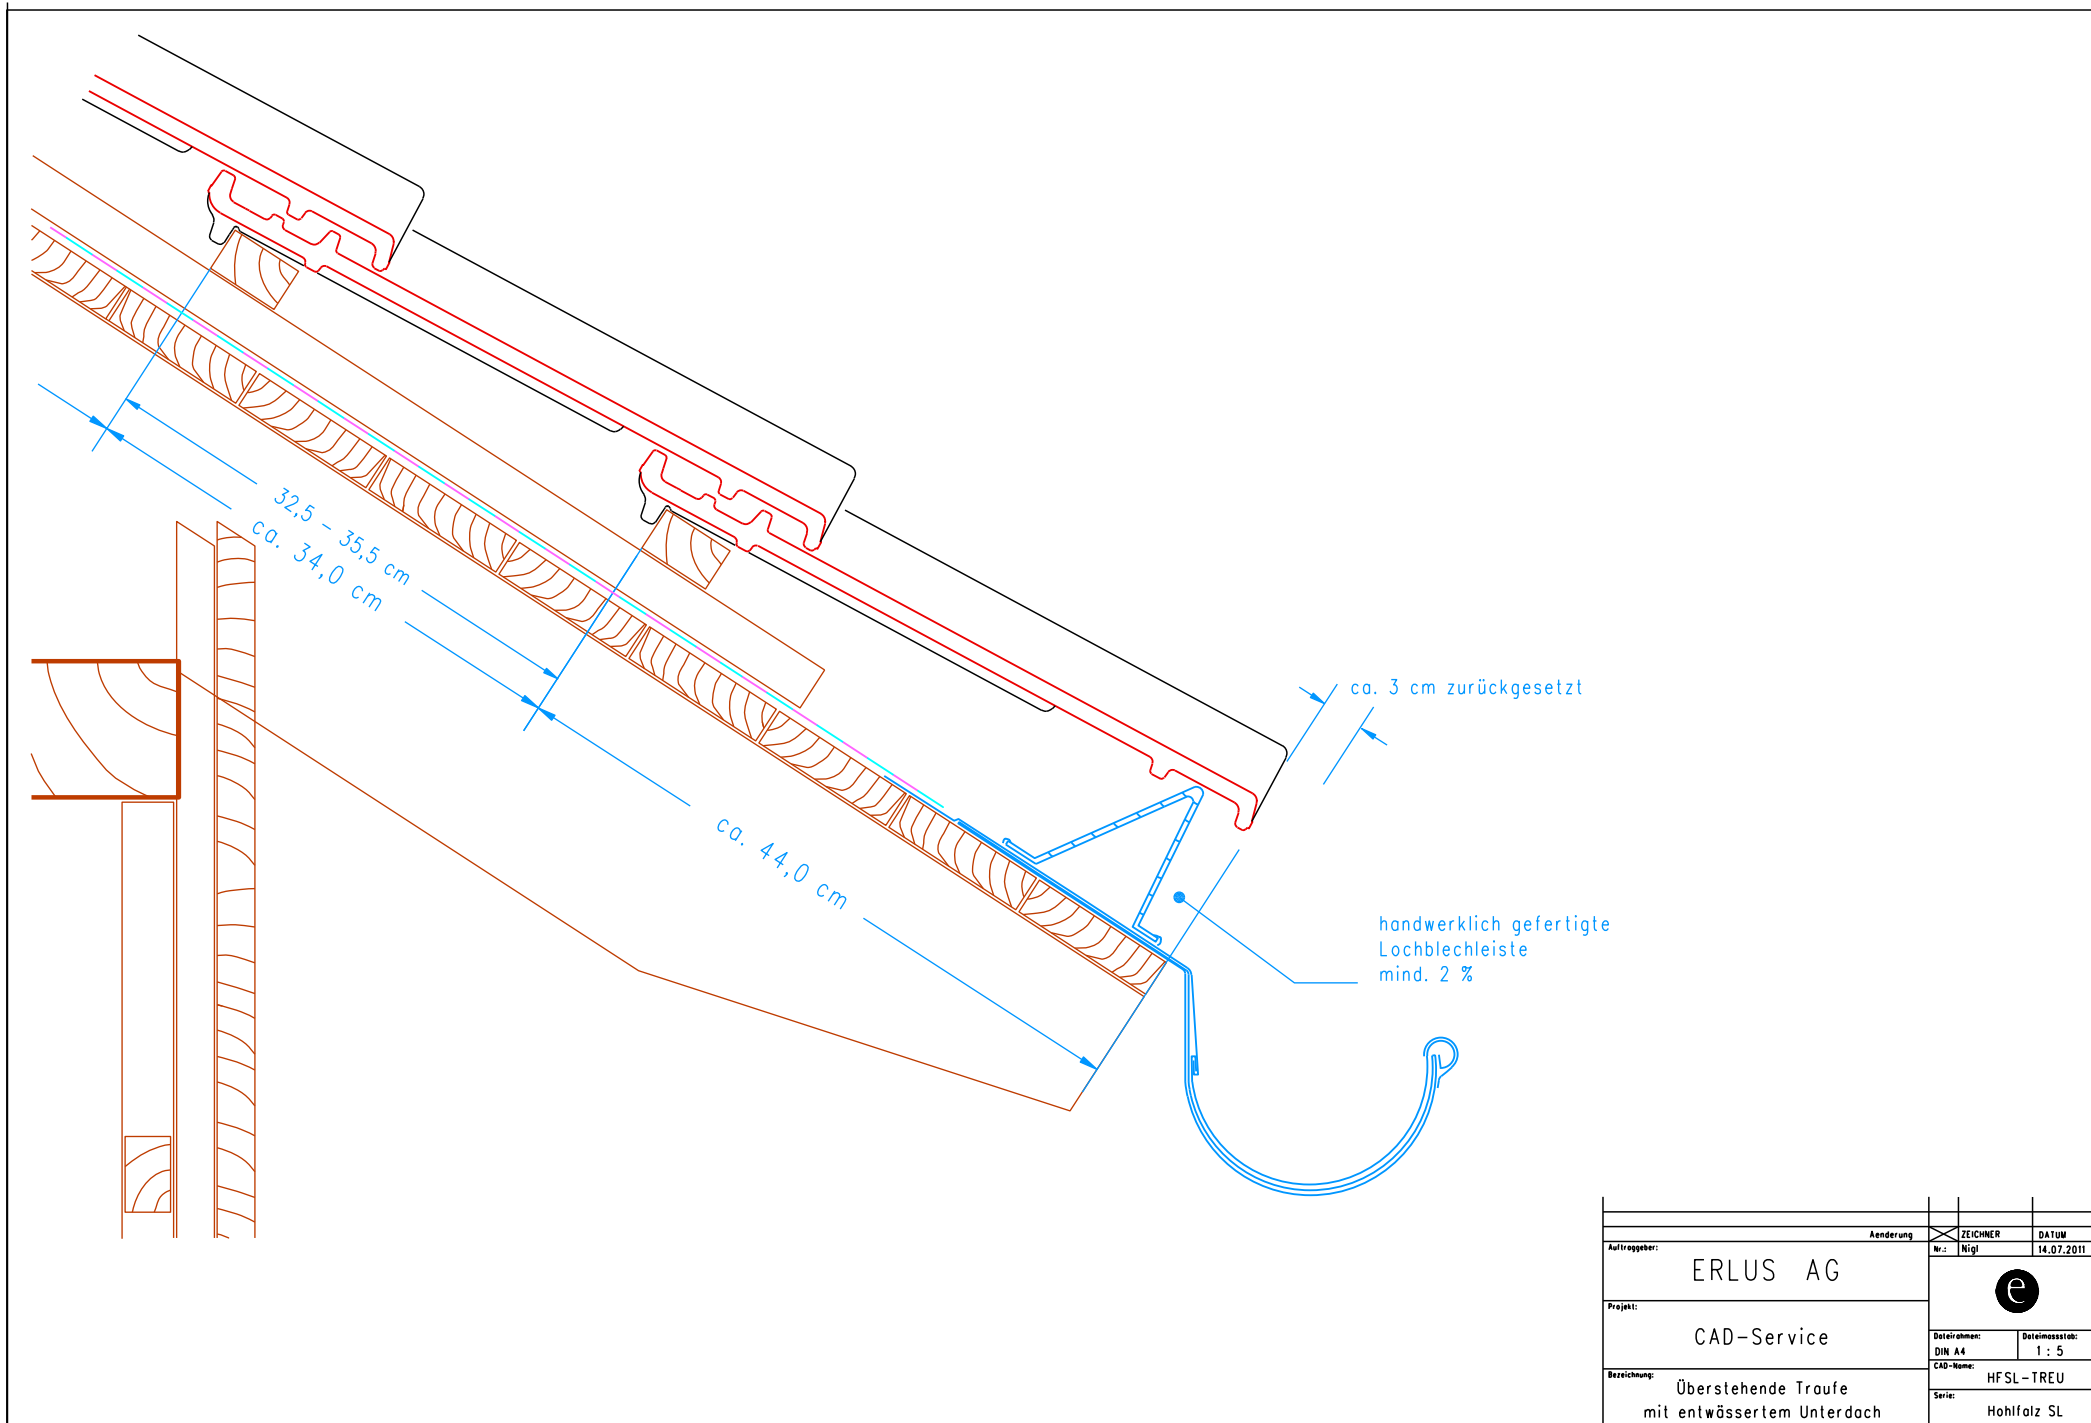 32,5 - 35,5 cm
ca. 34,0 cm
ca. 44,0 cm
ca. 3 cm zurückgesetzt
handwerklich gefertigte
Lochblechleiste
mind. 2 %
Aenderung
ZEICHNER
DATUM
Nr.:
Nigl
14.07.2011
Auftraggeber:
ERLUS AG
e
Projekt:
CAD-Service
Dateirahmen:
DIN A4
Dateimassstab:
1 : 5
CAD-Name:
HFSL-TREU
Bezeichnung:
Überstehende Traufe
mit entwässertem Unterdach
Serie:
Hohlfalz SL